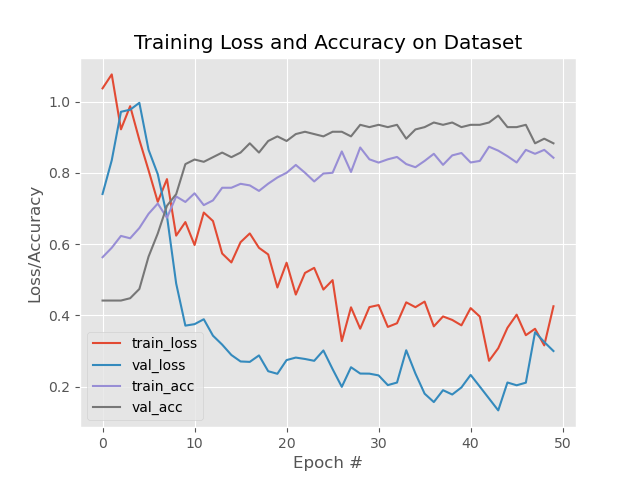 Training Loss and Accuracy on Dataset
Loss/Accuracy
1.0
0.8
0.6
0.4
0.2
train_loss
val_loss
train_acc
val_acc
0 10 20 30 40 50
Epoch #